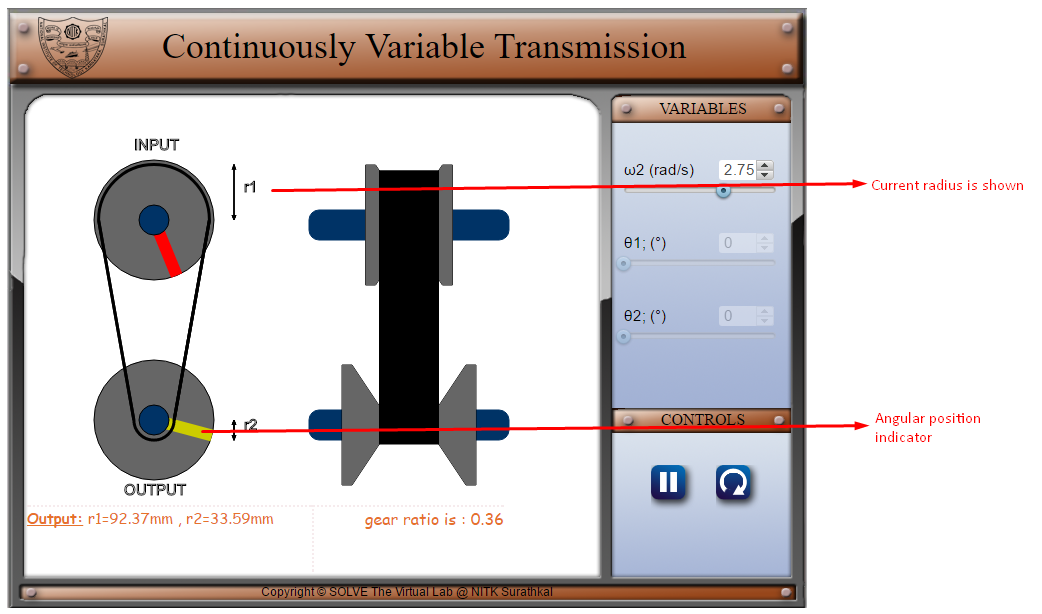 Continuously Variable Transmission
INPUT
r1
r2
OUTPUT
Output: r1=92.37mm , r2=33.59mm
gear ratio is : 0.36
VARIABLES
ω2 (rad/s) 2.75
θ1; (°) 0
θ2; (°) 0
CONTROLS
Current radius is shown
Angular position
indicator
Copyright © SOLVE The Virtual Lab @ NITK Surathkal